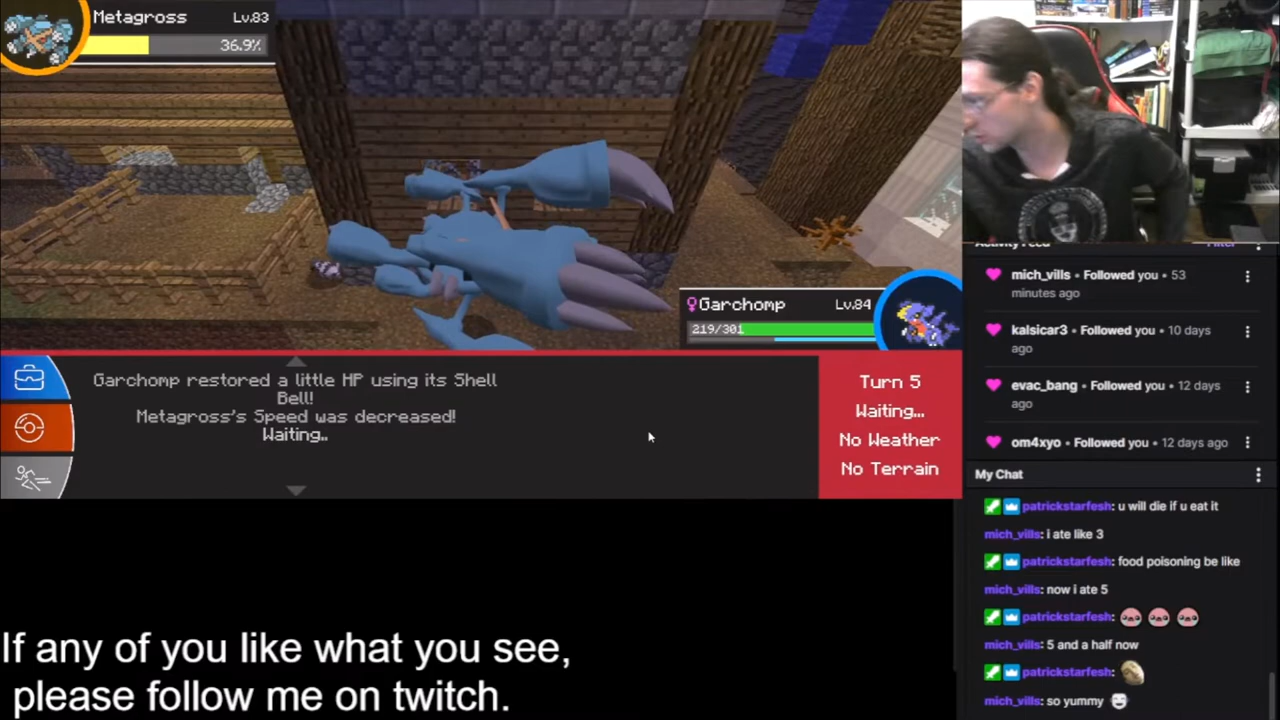 Metagross Lv.83
36.9%
♀Garchomp Lv.84
219/301
Garchomp restored a little HP using its Shell
Bell!
Metagross's Speed was decreased!
Waiting..
Turn 5
Waiting...
No Weather
No Terrain
If any of you like what you see,
please follow me on twitch.
Activity Feed Filter
mich_vills • Followed you • 53
minutes ago
kalsicar3 • Followed you • 10 days
ago
evac_bang • Followed you • 12 days
ago
om4xyo • Followed you • 12 days ago
My Chat
patrickstarfesh: u will die if u eat it
mich_vills: i ate like 3
patrickstarfesh: food poisoning be like
mich_vills: now i ate 5
patrickstarfesh:
mich_vills: 5 and a half now
patrickstarfesh:
mich_vills: so yummy